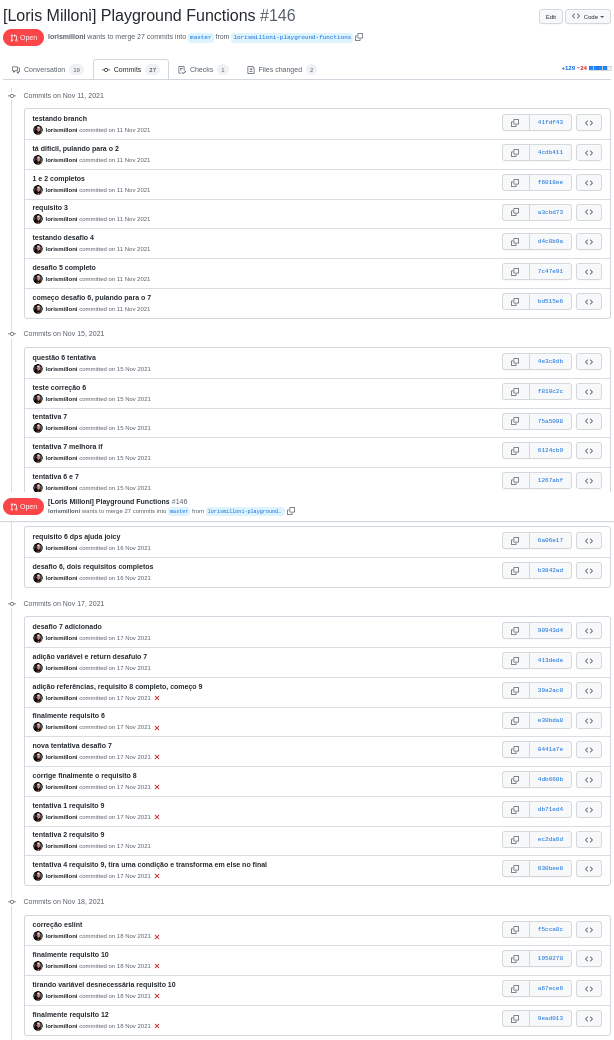 [Loris Milloni] Playground Functions #146
Edit
Code
Open
lorismilloni wants to merge 27 commits into master from lorismilloni-playground-functions
Conversation 19
Commits 27
Checks 1
Files changed 2
+129 −24
Commits on Nov 11, 2021
testando branch
41fdf43
lorismilloni committed on 11 Nov 2021
tá difícil, pulando para o 2
4cdb411
lorismilloni committed on 11 Nov 2021
1 e 2 completos
f6018ee
lorismilloni committed on 11 Nov 2021
requisito 3
a3cbd73
lorismilloni committed on 11 Nov 2021
testando desafio 4
d4c0b9a
lorismilloni committed on 11 Nov 2021
desafio 5 completo
7c47e91
lorismilloni committed on 11 Nov 2021
começo desafio 6, pulando para o 7
bd515e6
lorismilloni committed on 11 Nov 2021
Commits on Nov 15, 2021
questão 6 tentativa
4e3c8db
lorismilloni committed on 15 Nov 2021
teste correção 6
f819c2c
lorismilloni committed on 15 Nov 2021
tentativa 7
75a5098
lorismilloni committed on 15 Nov 2021
tentativa 7 melhora if
6124cb9
lorismilloni committed on 15 Nov 2021
tentativa 6 e 7
1267abf
lorismilloni committed on 15 Nov 2021
Open
[Loris Milloni] Playground Functions #146
lorismilloni wants to merge 27 commits into master from lorismilloni-playground…
requisito 6 dps ajuda joicy
6a06e17
lorismilloni committed on 16 Nov 2021
desafio 6, dois requisitos completos
b3842ad
lorismilloni committed on 16 Nov 2021
Commits on Nov 17, 2021
desafio 7 adicionado
90943d4
lorismilloni committed on 17 Nov 2021
adição variável e return desafuio 7
413dede
lorismilloni committed on 17 Nov 2021
adição referências, requisito 8 completo, começo 9
39a2ac0
lorismilloni committed on 17 Nov 2021
finalmente requisito 6
e30bda8
lorismilloni committed on 17 Nov 2021
nova tentativa desafio 7
0441a7e
lorismilloni committed on 17 Nov 2021
corrige finalmente o requisito 8
4db668b
lorismilloni committed on 17 Nov 2021
tentativa 1 requisito 9
db71ed4
lorismilloni committed on 17 Nov 2021
tentativa 2 requisito 9
ec2da6d
lorismilloni committed on 17 Nov 2021
tentativa 4 requisito 9, tira uma condição e transforma em else no final
630bee8
lorismilloni committed on 17 Nov 2021
Commits on Nov 18, 2021
correção eslint
f5cca0c
lorismilloni committed on 18 Nov 2021
finalmente requisito 10
1950270
lorismilloni committed on 18 Nov 2021
tirando variável desnecessária requisito 10
a67ece6
lorismilloni committed on 18 Nov 2021
finalmente requisito 12
9ead013
lorismilloni committed on 18 Nov 2021